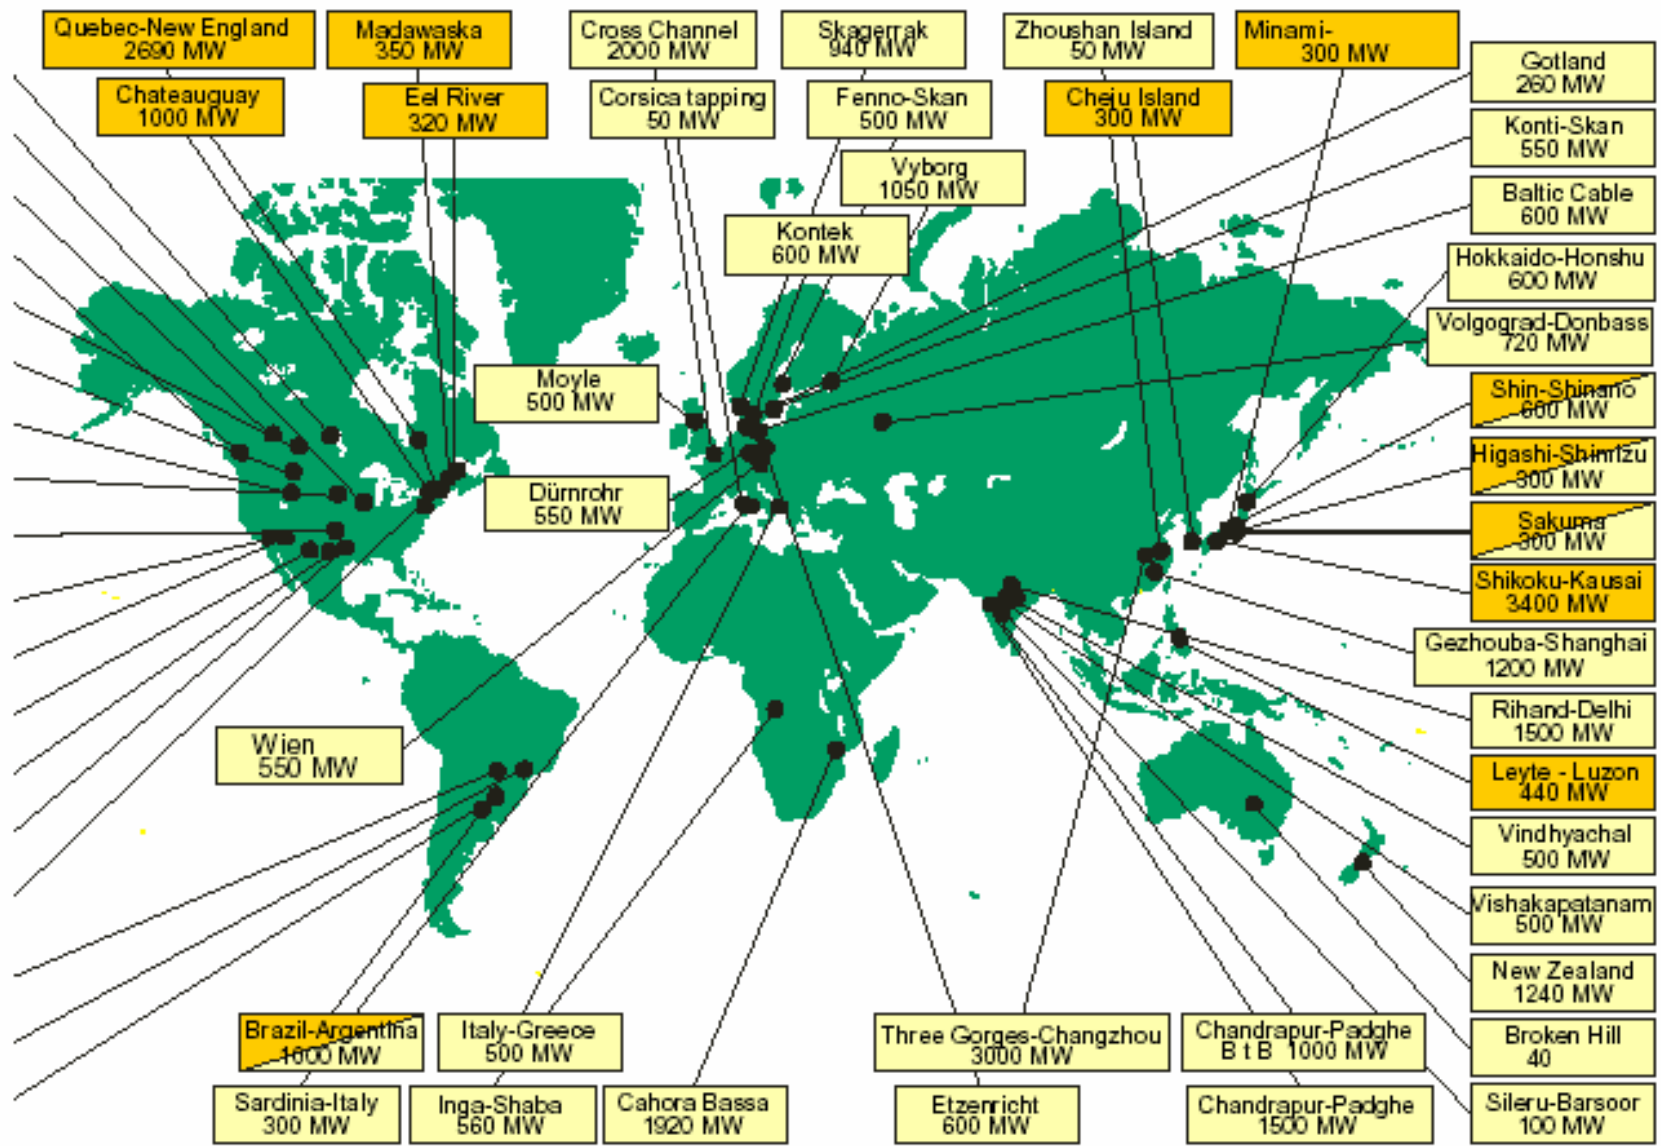 Quebec-New England
2690 MW
Madawaska
350 MW
Cross Channel
2000 MW
Skagerrak
940 MW
Zhoushan Island
50 MW
Minami-
300 MW
Gotland
260 MW
Chateauguay
1000 MW
Eel River
320 MW
Corsica tapping
50 MW
Fenno-Skan
500 MW
Cheju Island
300 MW
Konti-Skan
550 MW
Vyborg
1050 MW
Baltic Cable
600 MW
Kontek
600 MW
Hokkaido-Honshu
600 MW
Volgograd-Donbass
720 MW
Moyle
500 MW
Shin-Shinano
600 MW
Higashi-Shimizu
300 MW
Dürnrohr
550 MW
Sakuma
300 MW
Shikoku-Kausai
3400 MW
Gezhouba-Shanghai
1200 MW
Rihand-Delhi
1500 MW
Wien
550 MW
Leyte - Luzon
440 MW
Vindhyachal
500 MW
Vishakapatanam
500 MW
New Zealand
1240 MW
Brazil-Argentina
1000 MW
Italy-Greece
500 MW
Three Gorges-Changzhou
3000 MW
Chandrapur-Padghe
B t B 1000 MW
Broken Hill
40
Sardinia-Italy
300 MW
Inga-Shaba
560 MW
Cahora Bassa
1920 MW
Etzenricht
600 MW
Chandrapur-Padghe
1500 MW
Sileru-Barsoor
100 MW